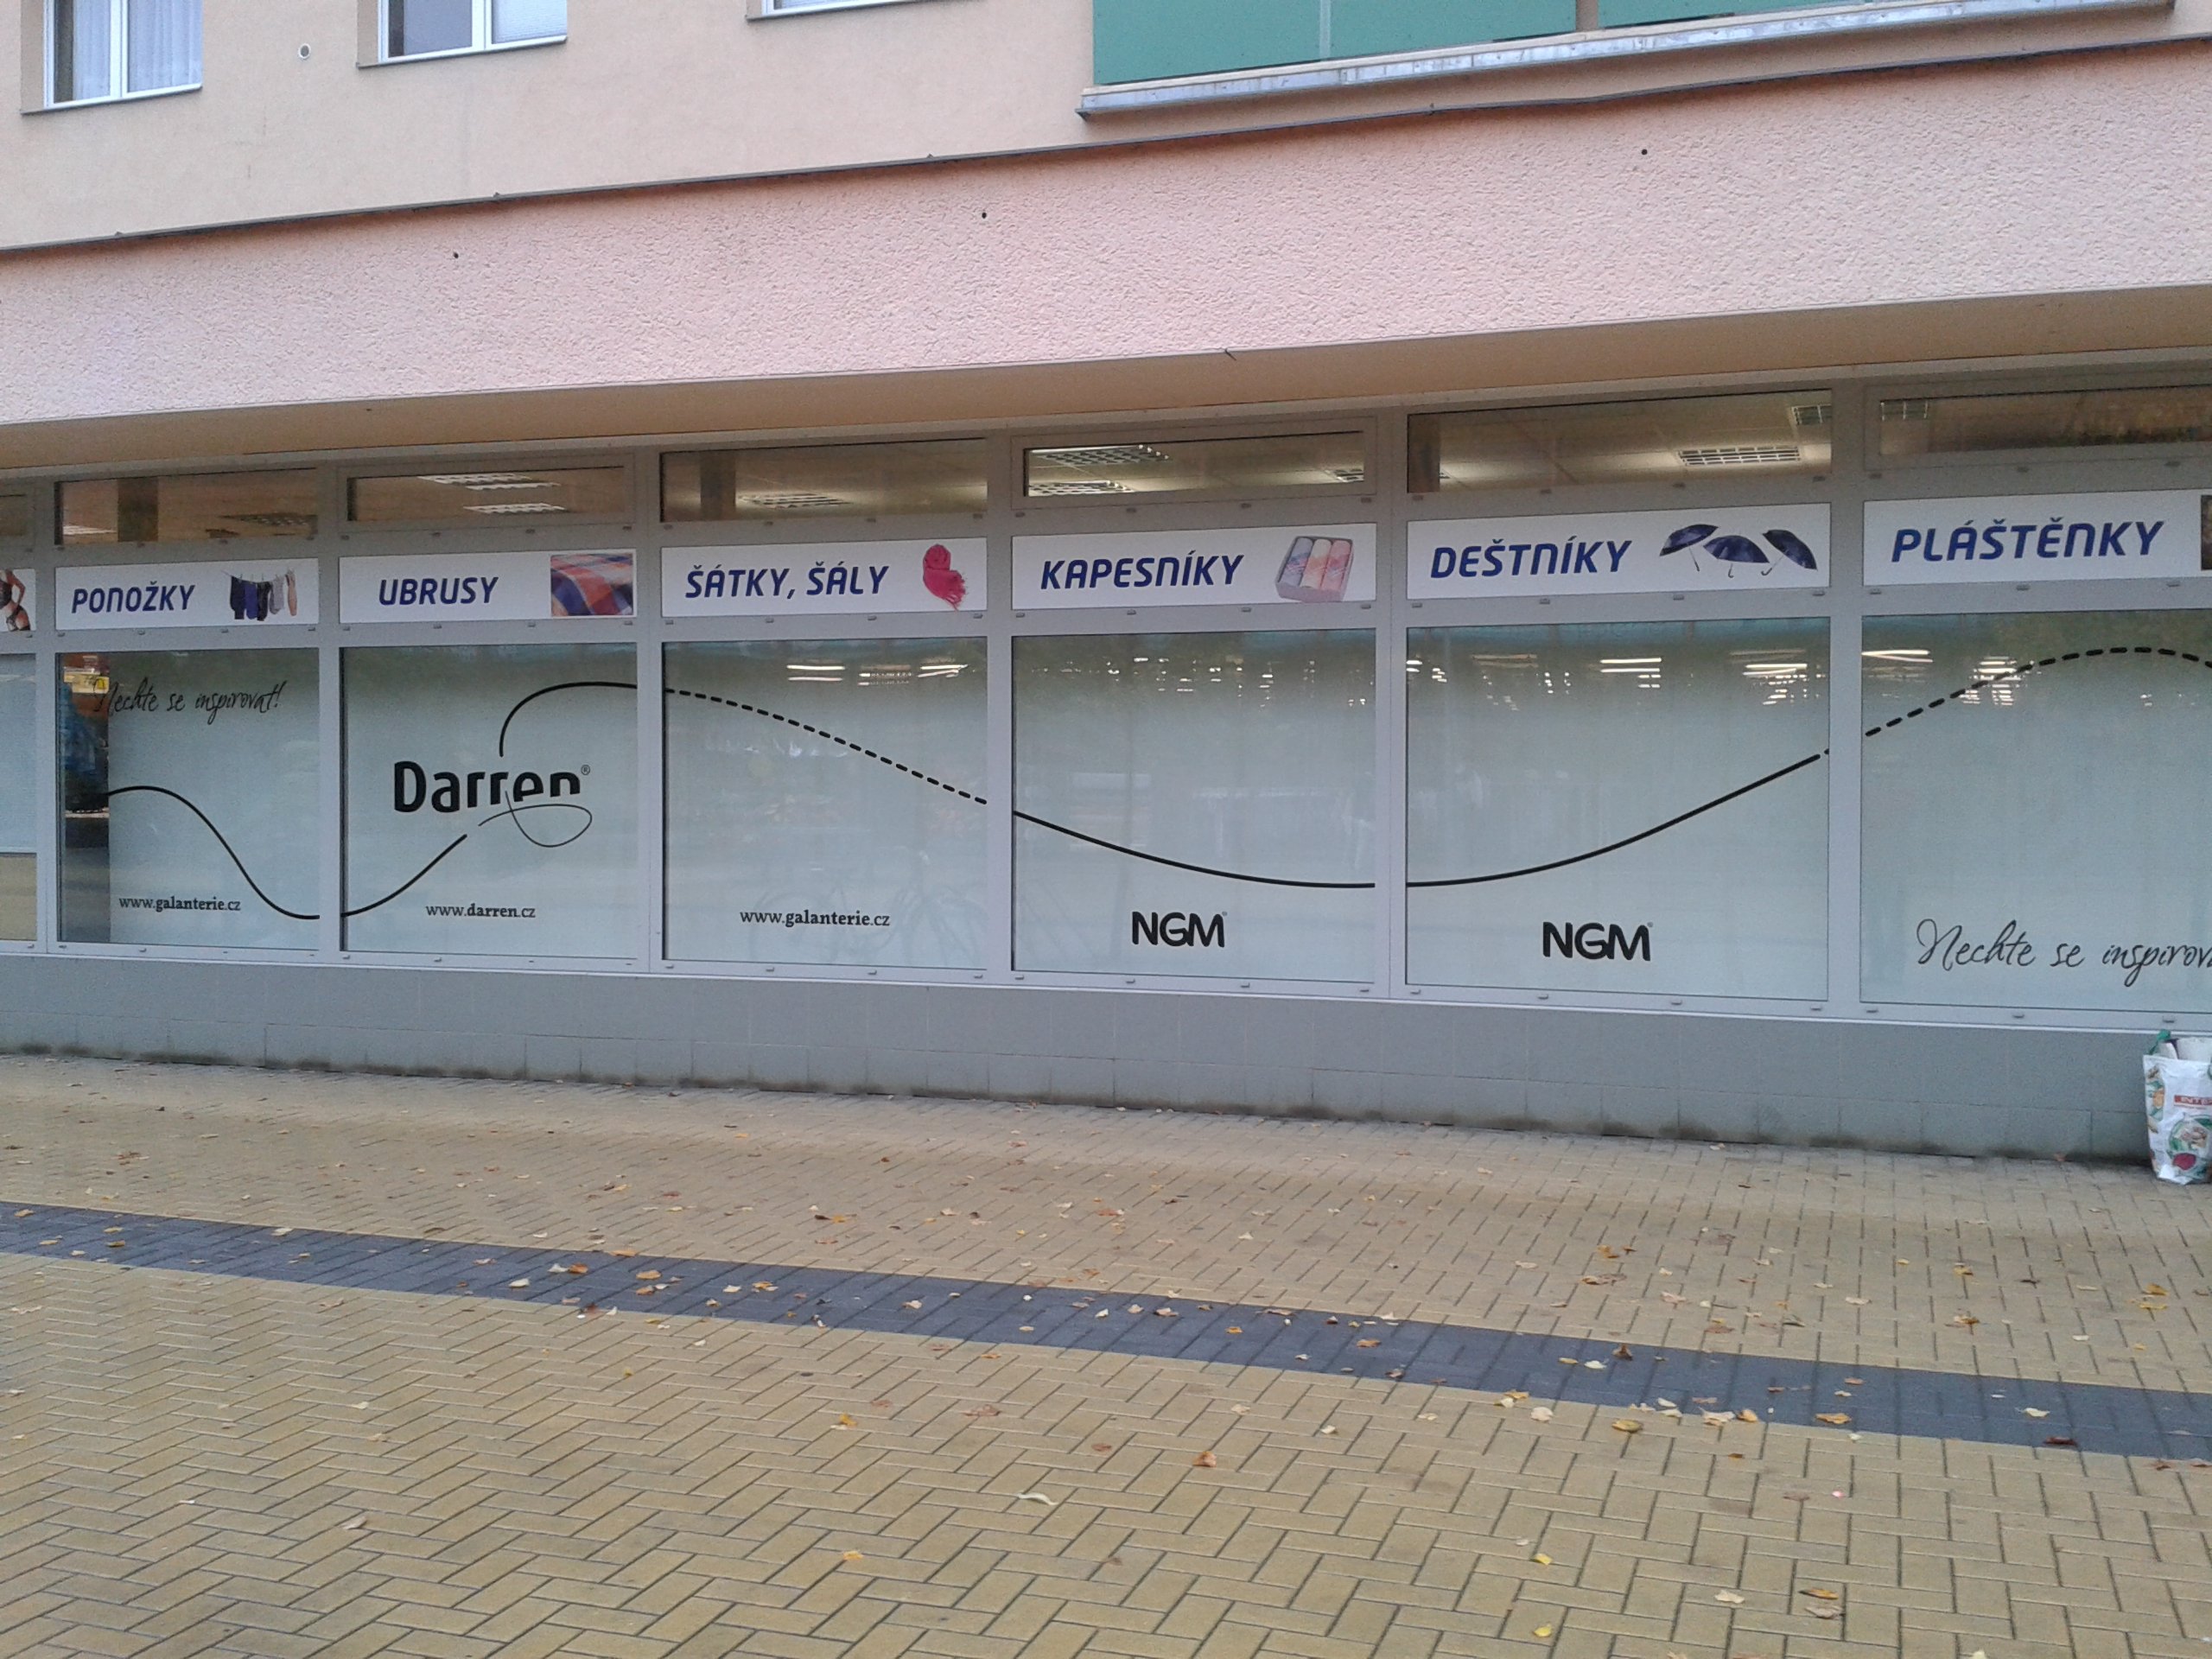 PONOŽKY
UBRUSY
ŠÁTKY, ŠÁLY
KAPESNÍKY
DEŠTNÍKY
PLÁŠTĚNKY
Nechte se inspirovat!
Darren®
www.galanterie.cz
www.darren.cz
www.galanterie.cz
NGM
NGM
Nechte se